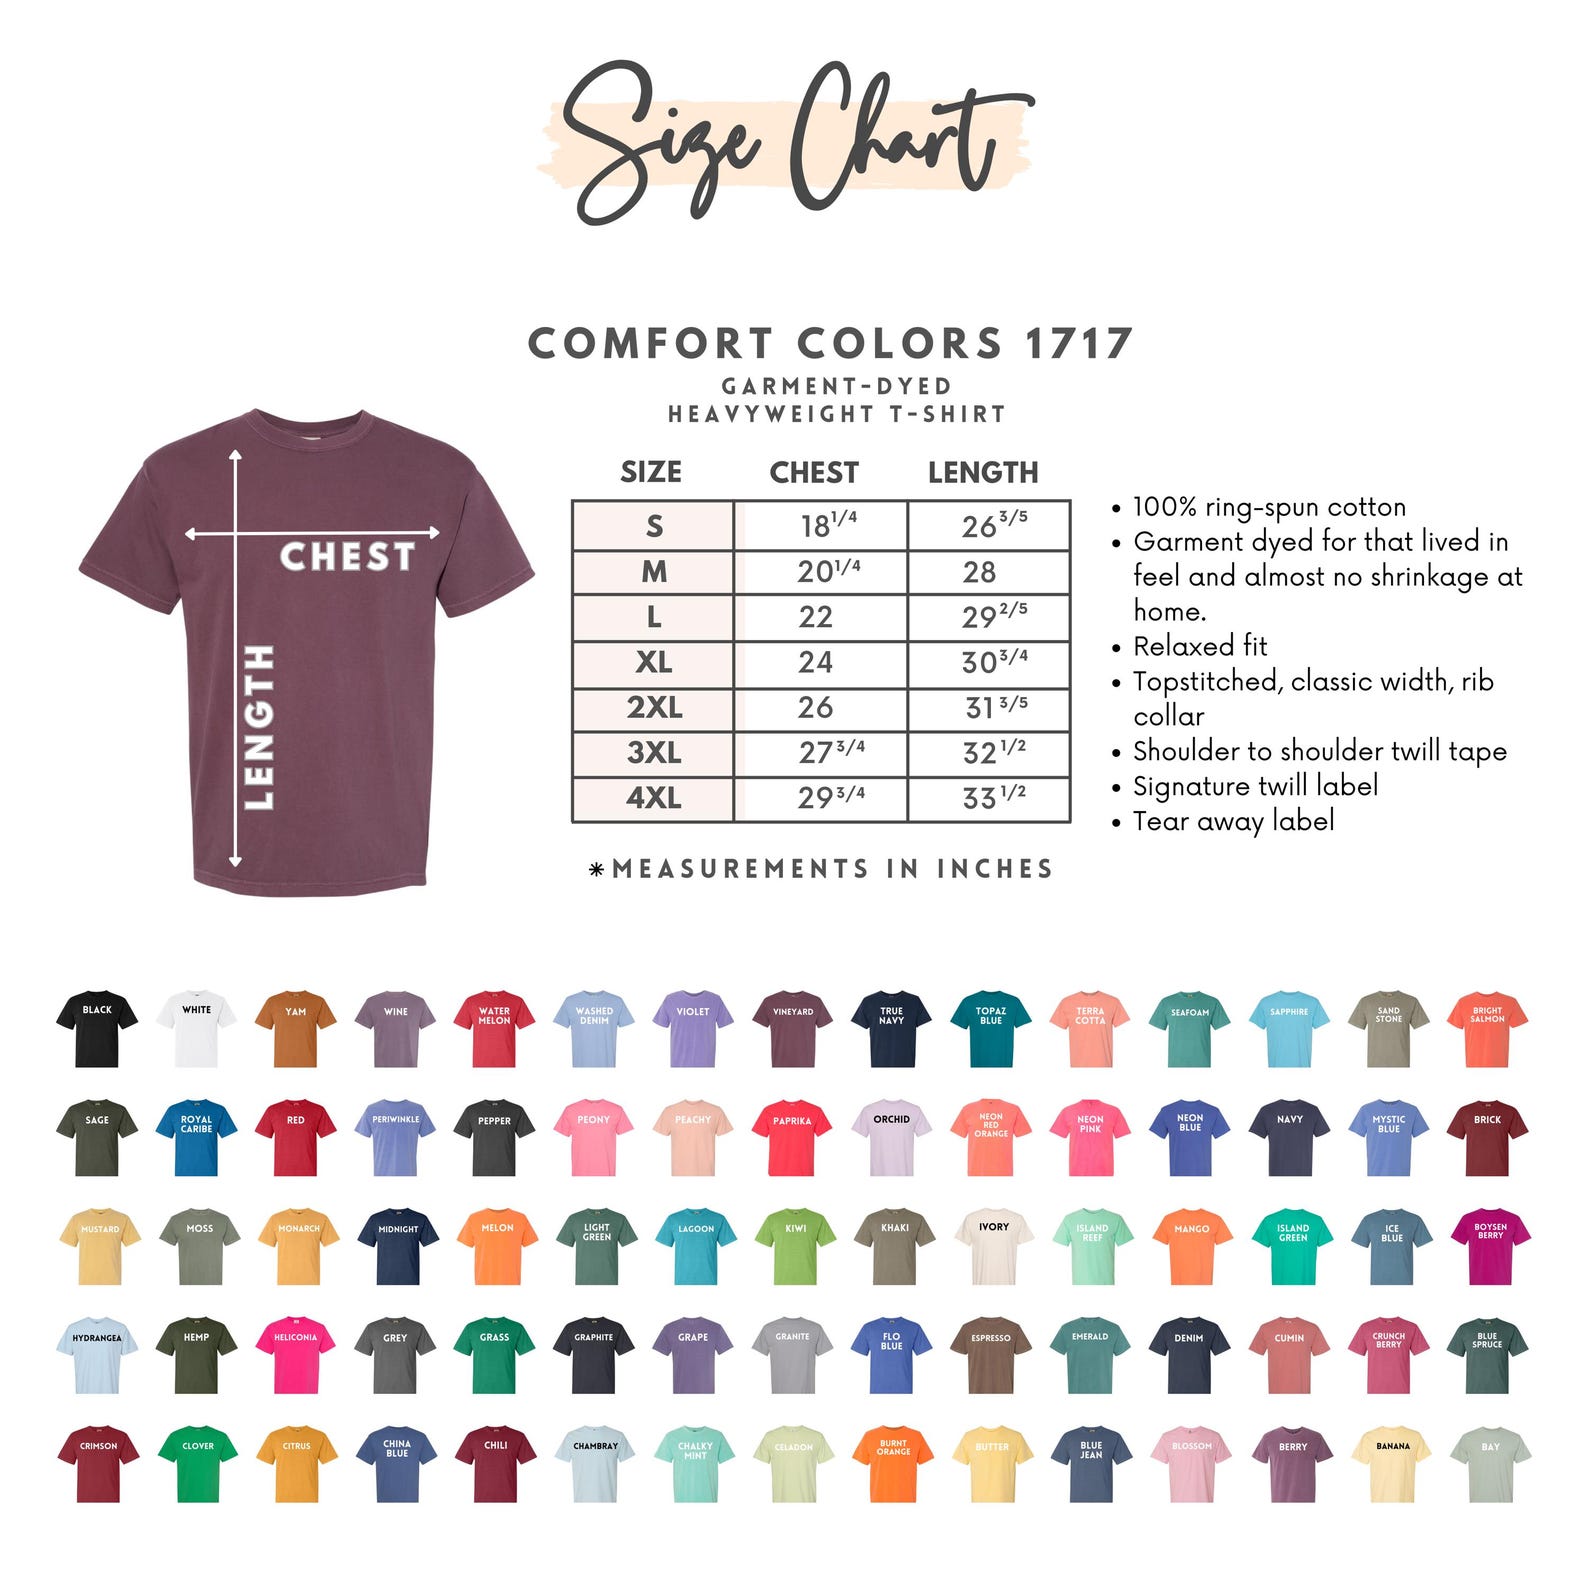 Size Chart
COMFORT COLORS 1717
GARMENT-DYED
HEAVYWEIGHT T-SHIRT
CHEST
LENGTH
SIZE CHEST LENGTH
S 18 1/4 26 3/5
M 20 1/4 28
L 22 29 2/5
XL 24 30 3/4
2XL 26 31 3/5
3XL 27 3/4 32 1/2
4XL 29 3/4 33 1/2
*MEASUREMENTS IN INCHES
• 100% ring-spun cotton
• Garment dyed for that lived in
feel and almost no shrinkage at
home.
• Relaxed fit
• Topstitched, classic width, rib
collar
• Shoulder to shoulder twill tape
• Signature twill label
• Tear away label
BLACK
WHITE
YAM
WINE
WATER
MELON
WASHED
DENIM
VIOLET
VINEYARD
TRUE
NAVY
TOPAZ
BLUE
TERRA
COTTA
SEAFOAM
SAPPHIRE
SAND
STONE
BRIGHT
SALMON
SAGE
ROYAL
CARIBE
RED
PERIWINKLE
PEPPER
PEONY
PEACHY
PAPRIKA
ORCHID
NEON
RED
ORANGE
NEON
PINK
NEON
BLUE
NAVY
MYSTIC
BLUE
BRICK
MUSTARD
MOSS
MONARCH
MIDNIGHT
MELON
LIGHT
GREEN
LAGOON
KIWI
KHAKI
IVORY
ISLAND
REEF
MANGO
ISLAND
GREEN
ICE
BLUE
BOYSEN
BERRY
HYDRANGEA
HEMP
HELICONIA
GREY
GRASS
GRAPHITE
GRAPE
GRANITE
FLO
BLUE
ESPRESSO
EMERALD
DENIM
CUMIN
CRUNCH
BERRY
BLUE
SPRUCE
CRIMSON
CLOVER
CITRUS
CHINA
BLUE
CHILI
CHAMBRAY
CHALKY
MINT
CELADON
BURNT
ORANGE
BUTTER
BLUE
JEAN
BLOSSOM
BERRY
BANANA
BAY